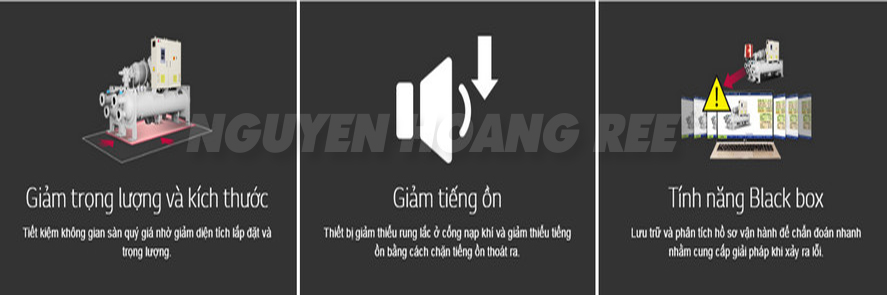 NGUYEN HOANG REE
Giảm trọng lượng và kích thước
Tiết kiệm không gian sàn quý giá nhờ giảm diện tích lắp đặt và
trọng lượng.
Giảm tiếng ồn
Thiết bị giảm thiểu rung lắc ở cổng nạp khí và giảm thiểu tiếng
ồn bằng cách chặn tiếng ồn thoát ra.
Tính năng Black box
Lưu trữ và phân tích hồ sơ vận hành để chẩn đoán nhanh
nhằm cung cấp giải pháp khi xảy ra lỗi.